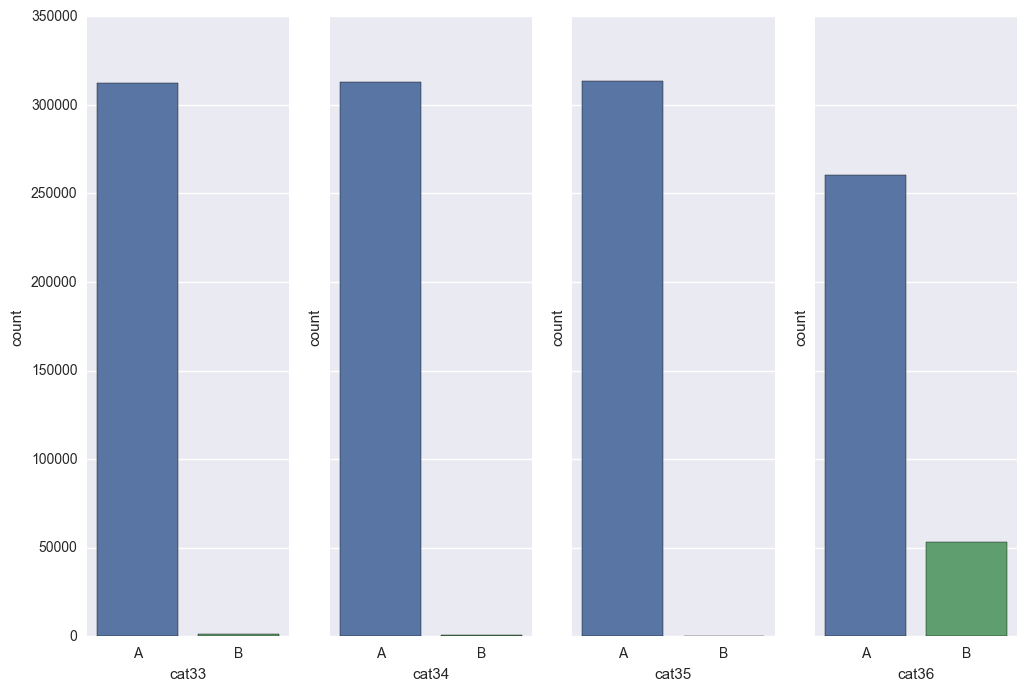 350000
300000
250000
200000
150000
100000
50000
0
count
count
count
count
A B
A B
A B
A B
cat33
cat34
cat35
cat36